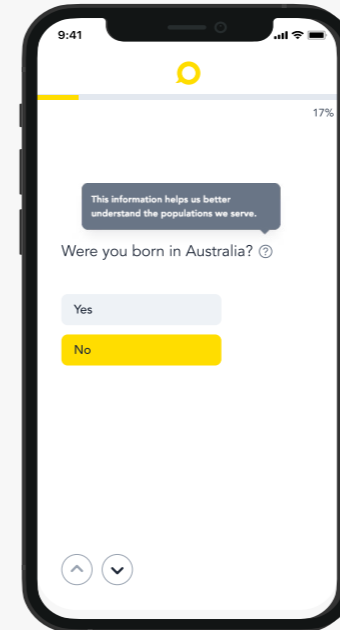 9:41
17%
This information helps us better
understand the populations we serve.
Were you born in Australia? ?
Yes
No